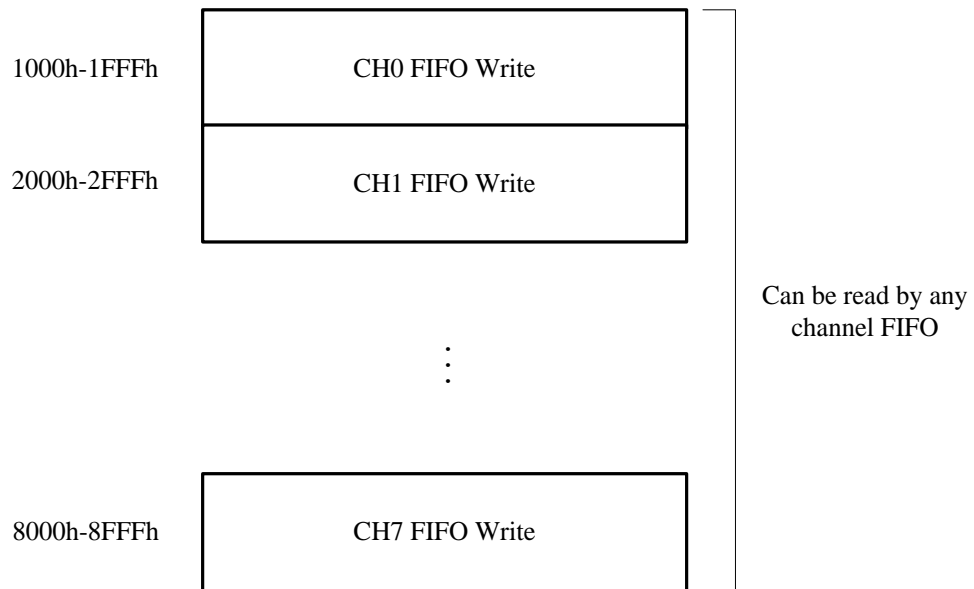 1000h-1FFFh
CH0 FIFO Write
2000h-2FFFh
CH1 FIFO Write
Can be read by any
channel FIFO
⋮
8000h-8FFFh
CH7 FIFO Write